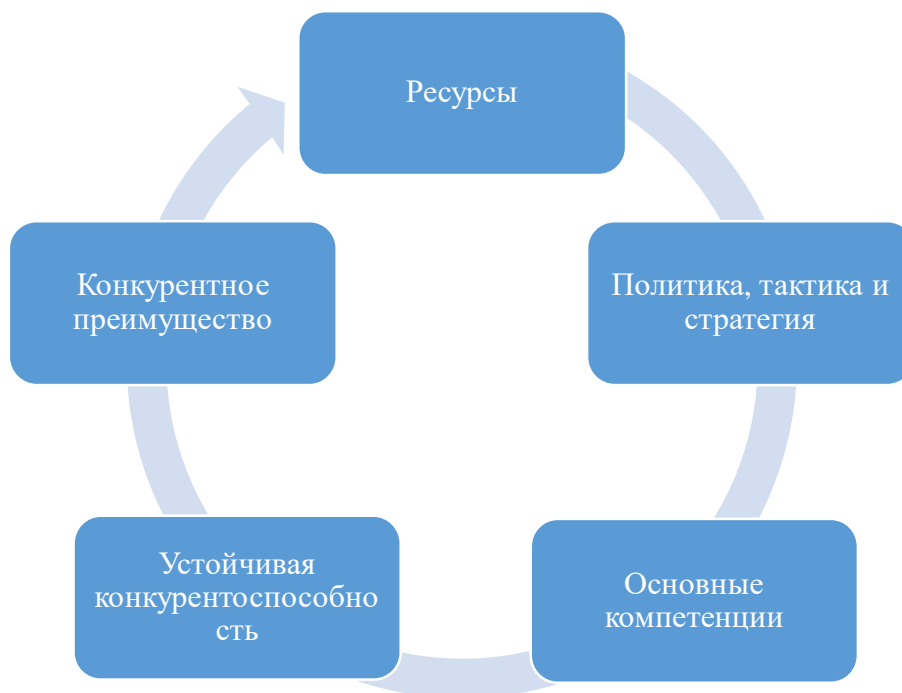 Ресурсы
Политика, тактика и
стратегия
Основные
компетенции
Устойчивая
конкурентоспособно
сть
Конкурентное
преимущество